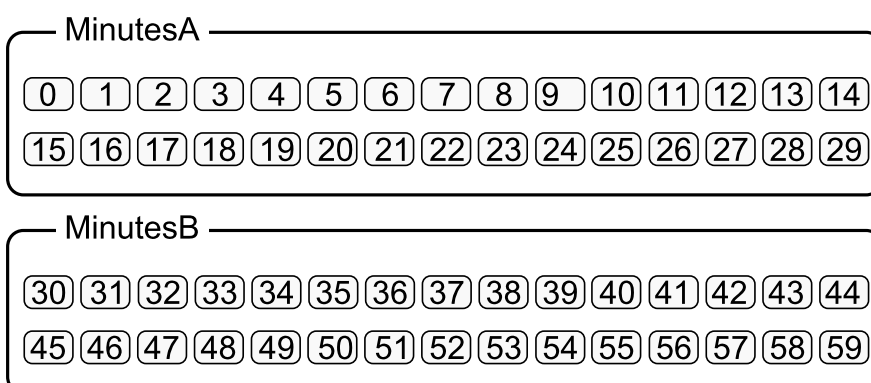 MinutesA
0 1 2 3 4 5 6 7 8 9 10 11 12 13 14
15 16 17 18 19 20 21 22 23 24 25 26 27 28 29
MinutesB
30 31 32 33 34 35 36 37 38 39 40 41 42 43 44
45 46 47 48 49 50 51 52 53 54 55 56 57 58 59